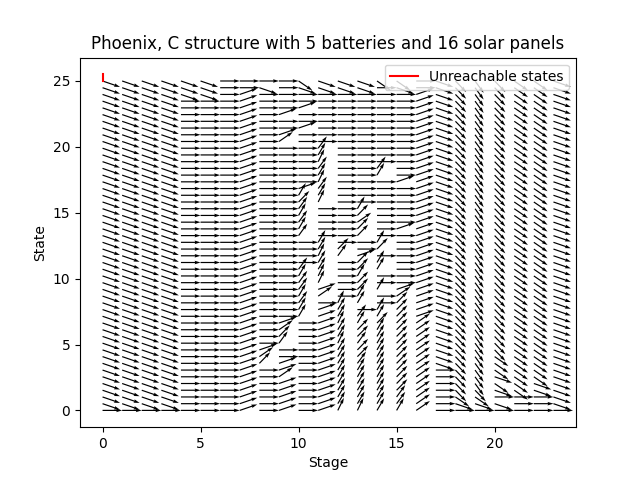 Phoenix, C structure with 5 batteries and 16 solar panels
Unreachable states
25
20
15
10
5
0
State
0 5 10 15 20
Stage